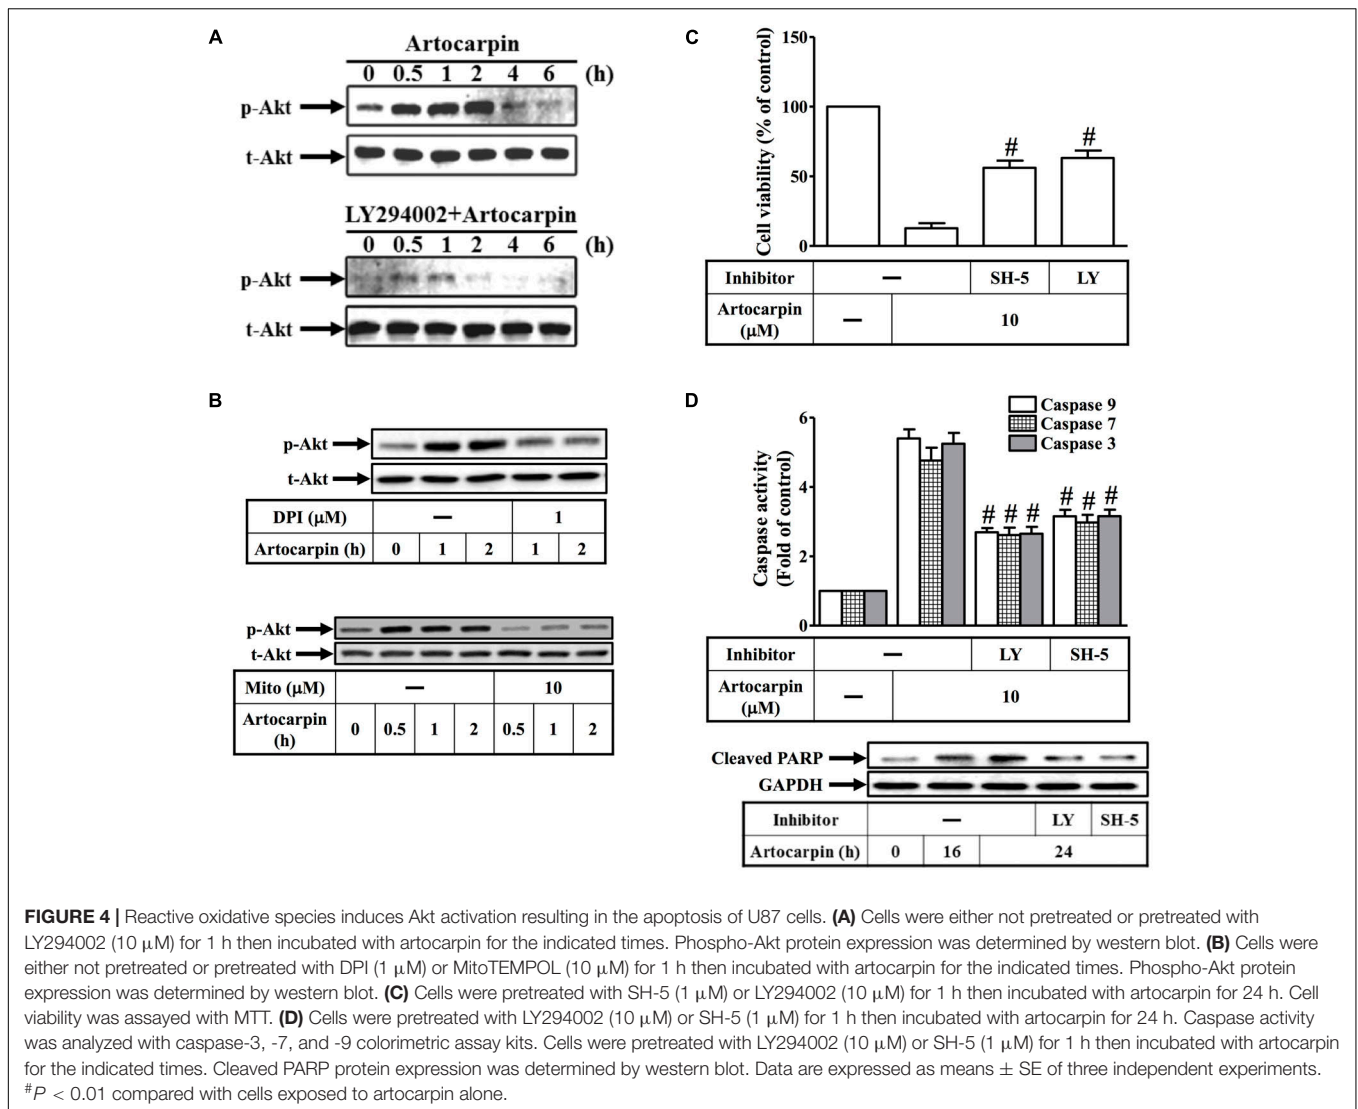 A
Artocarpin
0 0.5 1 2 4 6 (h)
p-Akt
t-Akt
LY294002+Artocarpin
0 0.5 1 2 4 6 (h)
p-Akt
t-Akt
B
p-Akt
t-Akt
DPI (μM) — 1
Artocarpin (h) 0 1 2 1 2
p-Akt
t-Akt
Mito (μM) — 10
Artocarpin (h) 0 0.5 1 2 0.5 1 2
C
Cell viability (% of control)
150
100
50
0
# #
Inhibitor — SH-5 LY
Artocarpin (μM) — 10
D
Caspase 9
Caspase 7
Caspase 3
Caspase activity
(Fold of control)
6
4
2
0
# # # # # #
Inhibitor — LY SH-5
Artocarpin (μM) — 10
Cleaved PARP
GAPDH
Inhibitor — LY SH-5
Artocarpin (h) 0 16 24
FIGURE 4 | Reactive oxidative species induces Akt activation resulting in the apoptosis of U87 cells. (A) Cells were either not pretreated or pretreated with
LY294002 (10 μM) for 1 h then incubated with artocarpin for the indicated times. Phospho-Akt protein expression was determined by western blot. (B) Cells were
either not pretreated or pretreated with DPI (1 μM) or MitoTEMPOL (10 μM) for 1 h then incubated with artocarpin for the indicated times. Phospho-Akt protein
expression was determined by western blot. (C) Cells were pretreated with SH-5 (1 μM) or LY294002 (10 μM) for 1 h then incubated with artocarpin for 24 h. Cell
viability was assayed with MTT. (D) Cells were pretreated with LY294002 (10 μM) or SH-5 (1 μM) for 1 h then incubated with artocarpin for 24 h. Caspase activity
was analyzed with caspase-3, -7, and -9 colorimetric assay kits. Cells were pretreated with LY294002 (10 μM) or SH-5 (1 μM) for 1 h then incubated with artocarpin
for the indicated times. Cleaved PARP protein expression was determined by western blot. Data are expressed as means ± SE of three independent experiments.
#P < 0.01 compared with cells exposed to artocarpin alone.